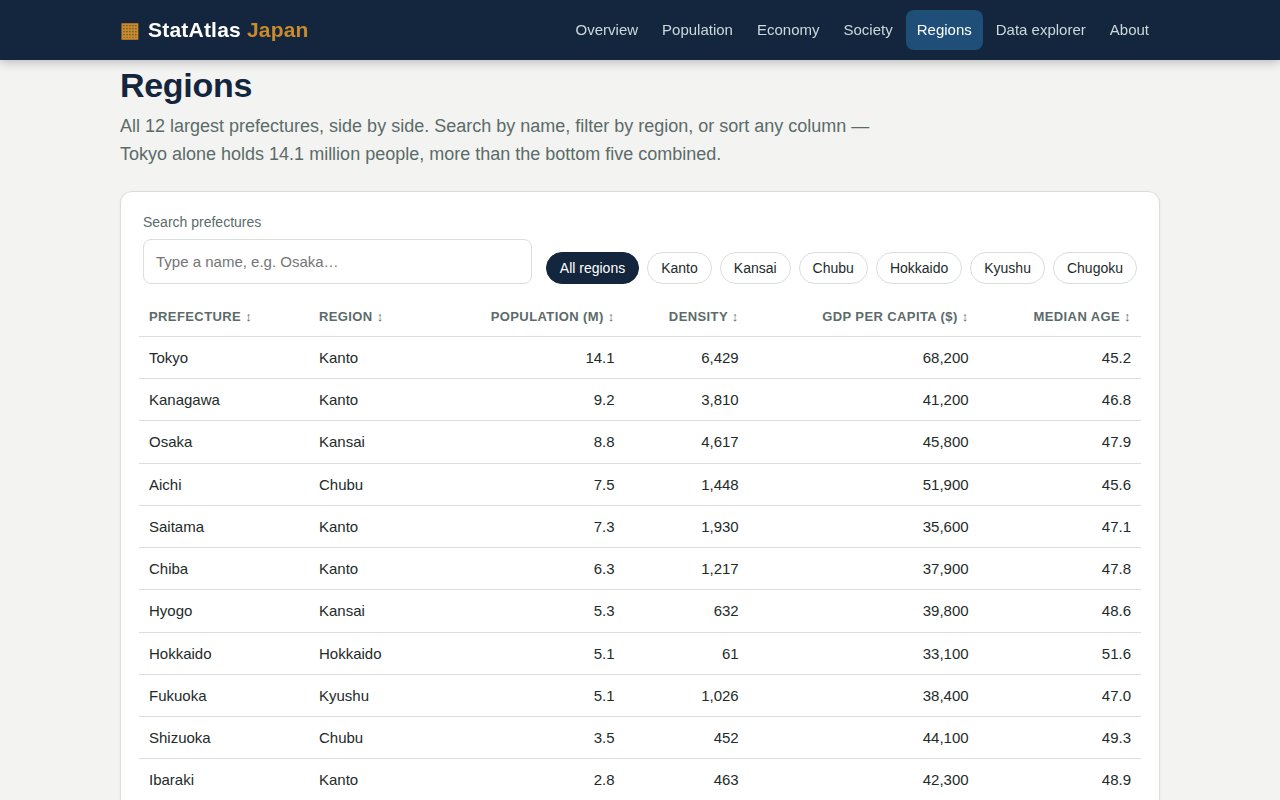 StatAtlas Japan
Overview Population Economy Society Regions Data explorer About
Regions
All 12 largest prefectures, side by side. Search by name, filter by region, or sort any column —
Tokyo alone holds 14.1 million people, more than the bottom five combined.
Search prefectures
Type a name, e.g. Osaka… All regions Kanto Kansai Chubu Hokkaido Kyushu Chugoku
PREFECTURE ↕ REGION ↕ POPULATION (M) ↕ DENSITY ↕ GDP PER CAPITA ($) ↕ MEDIAN AGE ↕
Tokyo Kanto 14.1 6,429 68,200 45.2
Kanagawa Kanto 9.2 3,810 41,200 46.8
Osaka Kansai 8.8 4,617 45,800 47.9
Aichi Chubu 7.5 1,448 51,900 45.6
Saitama Kanto 7.3 1,930 35,600 47.1
Chiba Kanto 6.3 1,217 37,900 47.8
Hyogo Kansai 5.3 632 39,800 48.6
Hokkaido Hokkaido 5.1 61 33,100 51.6
Fukuoka Kyushu 5.1 1,026 38,400 47.0
Shizuoka Chubu 3.5 452 44,100 49.3
Ibaraki Kanto 2.8 463 42,300 48.9